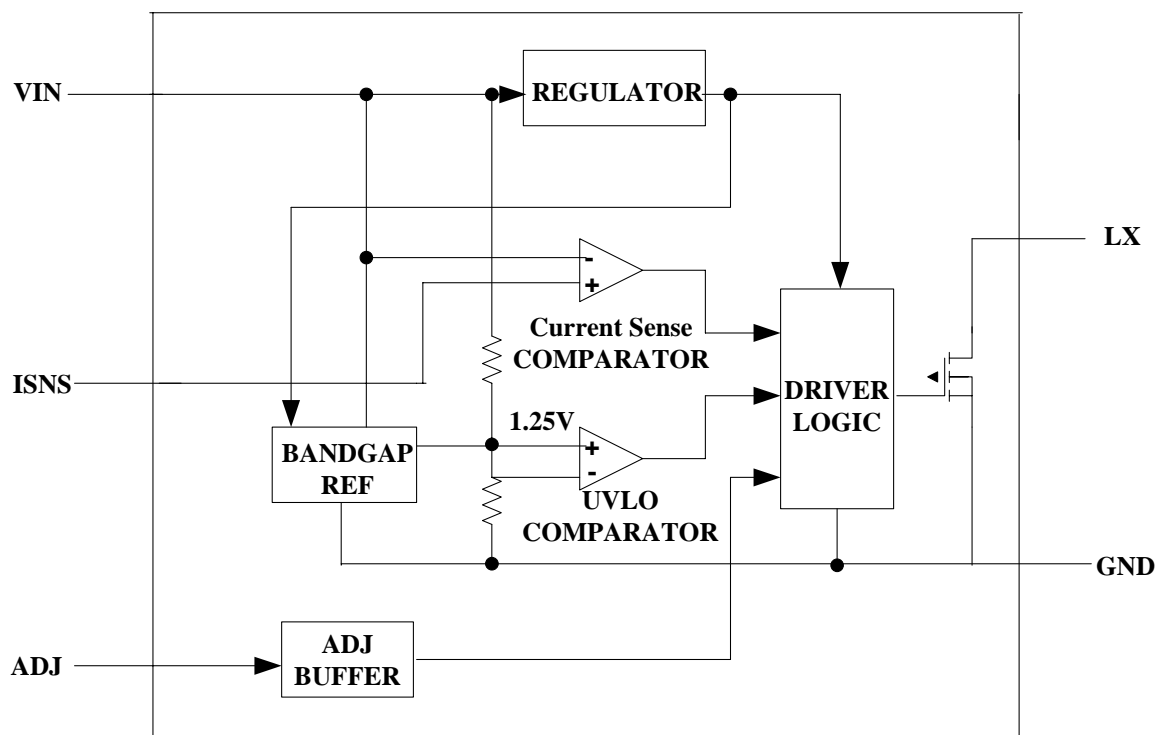 REGULATOR
VIN
LX
-
+
Current Sense
COMPARATOR
ISNS
DRIVER
LOGIC
1.25V
BANDGAP
REF
+
-
UVLO
COMPARATOR
GND
ADJ
ADJ
BUFFER